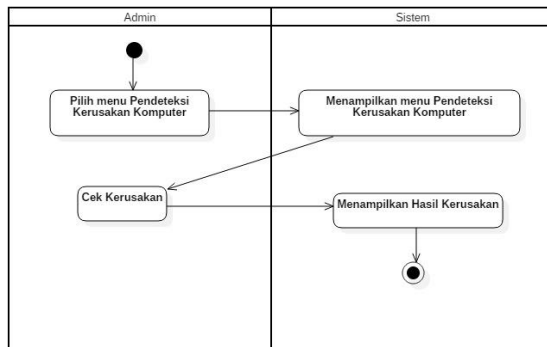 Admin
Sistem
Pilih menu Pendeteksi
Kerusakan Komputer
Menampilkan menu Pendeteksi
Kerusakan Komputer
Cek Kerusakan
Menampilkan Hasil Kerusakan